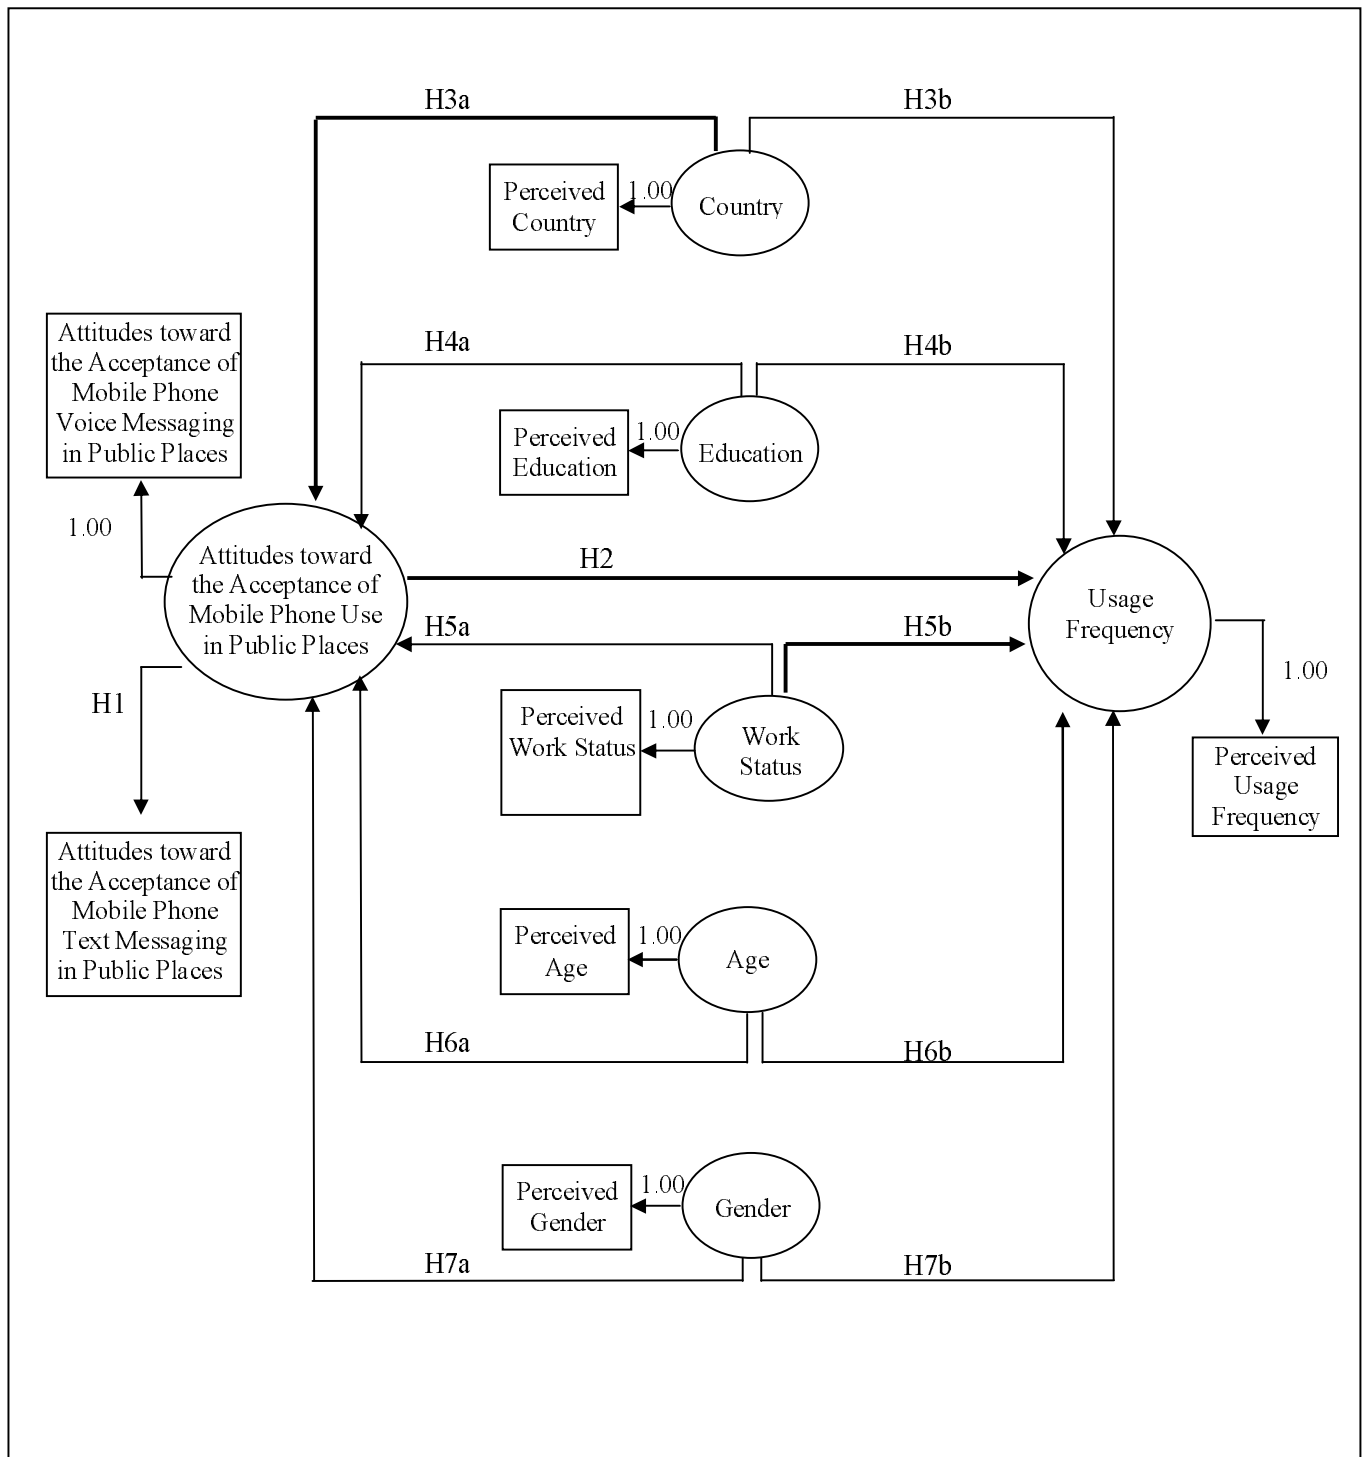 H3a
H3b
Perceived
Country
1.00
Country
Attitudes toward
the Acceptance of
Mobile Phone
Voice Messaging
in Public Places
H4a
H4b
Perceived
Education
1.00
Education
1.00
Attitudes toward
the Acceptance of
Mobile Phone Use
in Public Places
H2
Usage
Frequency
H5a
H5b
1.00
H1
Perceived
Work Status
1.00
Work
Status
Perceived
Usage
Frequency
Attitudes toward
the Acceptance of
Mobile Phone
Text Messaging
in Public Places
Perceived
Age
1.00
Age
H6a
H6b
Perceived
Gender
1.00
Gender
H7a
H7b